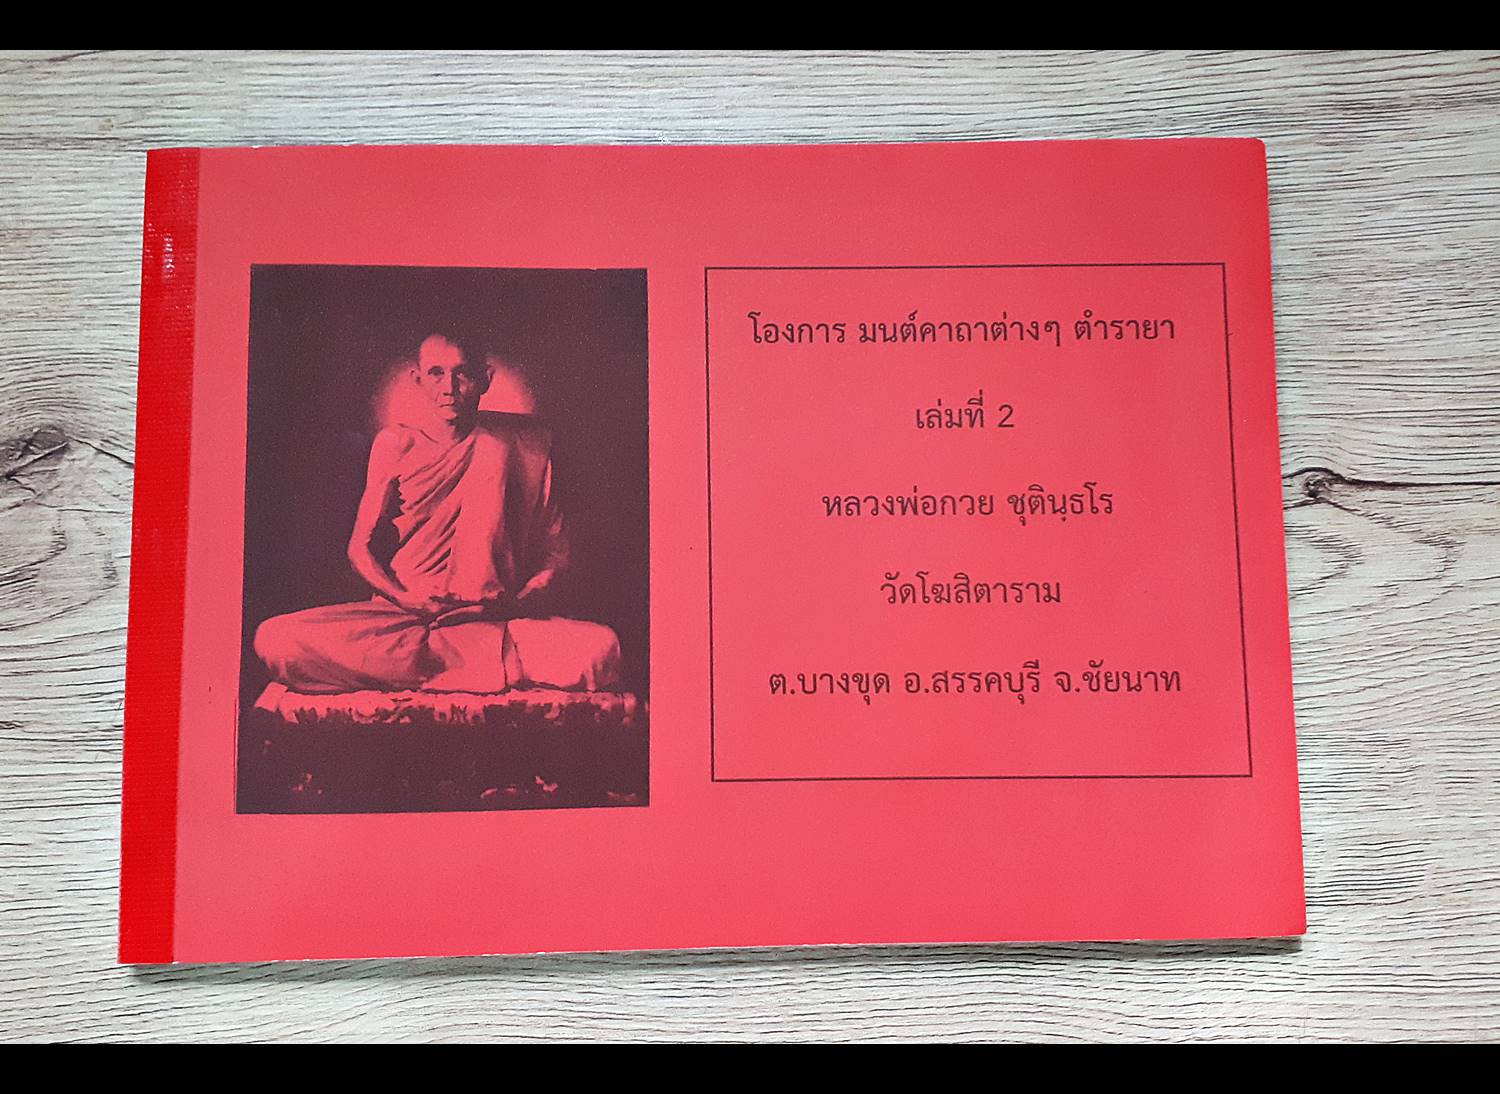 โองการ มนต์คาถาต่างๆ ตำรายา
เล่มที่ 2
หลวงพ่อกวย ชุตินฺธโร
วัดโฆสิตาราม
ต.บางขุด อ.สรรคบุรี จ.ชัยนาท